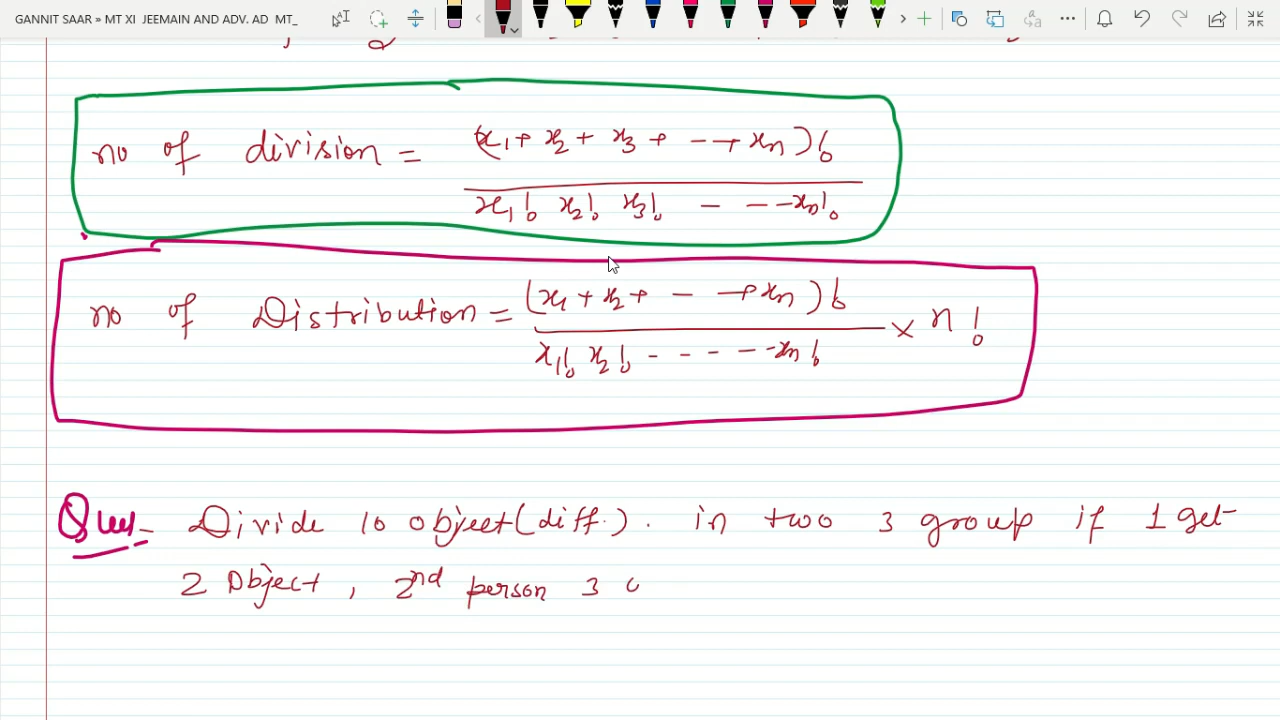 GANNIT SAAR » MT XI JEEMAIN AND ADV. AD MT_
no of division = (x₁ + x₂ + x₃ + - - + xn)!
x₁! x₂! x₃! - - - xn!
no of Distribution = (x₁ + x₂ + - - + xn)! × n!
x₁! x₂! - - - - - xn!
Ques- Divide 10 object (diff.). in two 3 group if 1 get
2 Object, 2nd person 3 o